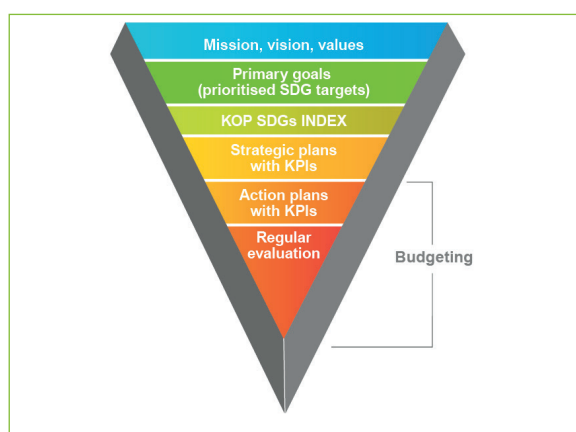 Mission, vision, values
Primary goals
(prioritised SDG targets)
KOP SDGs INDEX
Strategic plans
with KPIs
Action plans
with KPIs
Regular
evaluation
Budgeting